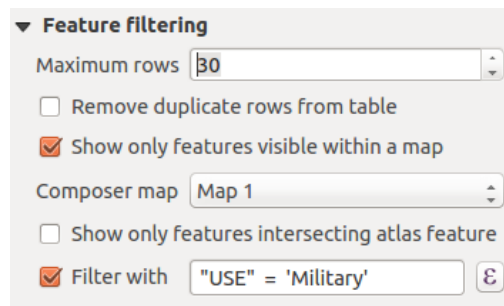 Feature filtering
Maximum rows 30
Remove duplicate rows from table
Show only features visible within a map
Composer map Map 1
Show only features intersecting atlas feature
Filter with "USE" = 'Military' ε